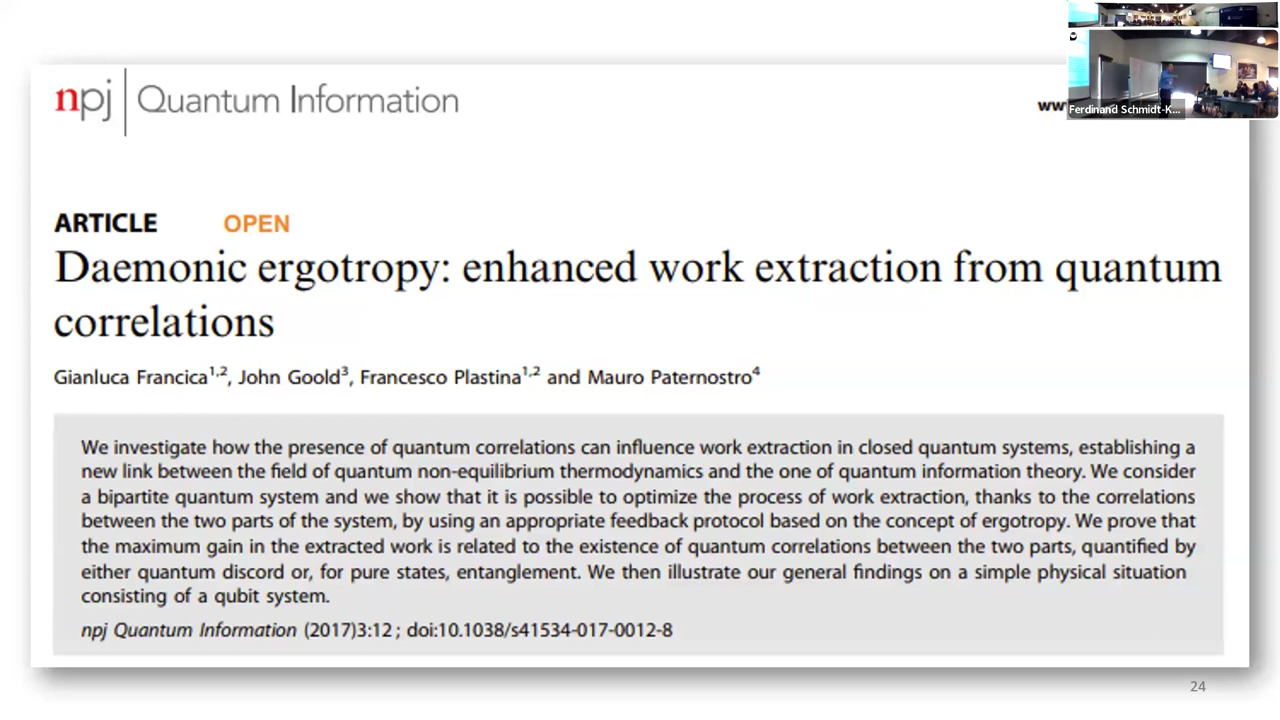 npj Quantum Information
ww
Ferdinand Schmidt-K...
ARTICLE OPEN
Daemonic ergotropy: enhanced work extraction from quantum
correlations
Gianluca Francica1,2, John Goold3, Francesco Plastina1,2 and Mauro Paternostro4
We investigate how the presence of quantum correlations can influence work extraction in closed quantum systems, establishing a
new link between the field of quantum non-equilibrium thermodynamics and the one of quantum information theory. We consider
a bipartite quantum system and we show that it is possible to optimize the process of work extraction, thanks to the correlations
between the two parts of the system, by using an appropriate feedback protocol based on the concept of ergotropy. We prove that
the maximum gain in the extracted work is related to the existence of quantum correlations between the two parts, quantified by
either quantum discord or, for pure states, entanglement. We then illustrate our general findings on a simple physical situation
consisting of a qubit system.
npj Quantum Information (2017)3:12 ; doi:10.1038/s41534-017-0012-8
24